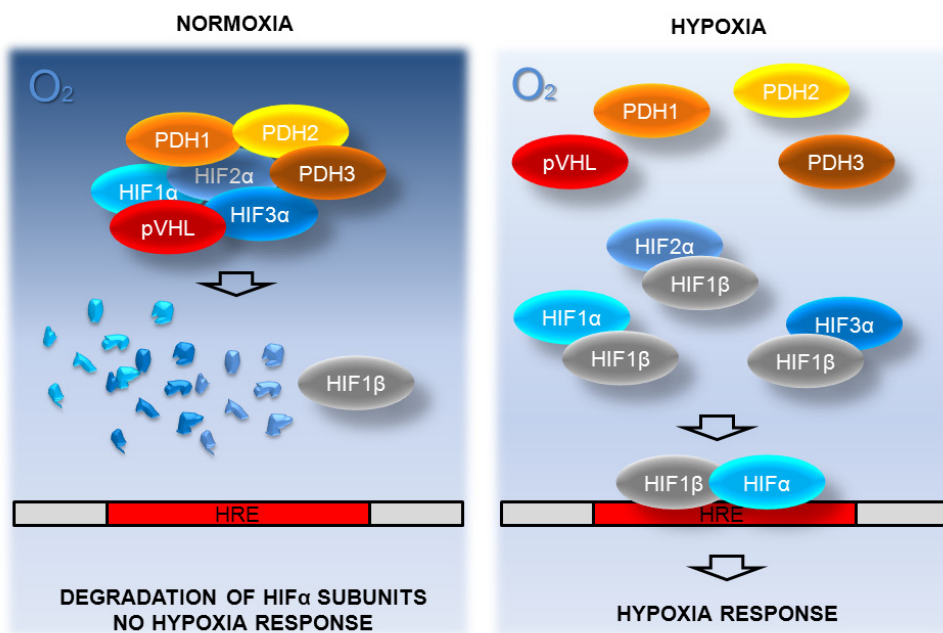 NORMOXIA
O2
PDH1
PDH2
HIF2α
PDH3
HIF1α
HIF3α
pVHL
HIF1β
HRE
DEGRADATION OF HIFα SUBUNITS
NO HYPOXIA RESPONSE
HYPOXIA
O2
PDH2
PDH1
pVHL
PDH3
HIF2α
HIF1β
HIF1α
HIF3α
HIF1β
HIF1β
HIF1β
HIFα
HRE
HYPOXIA RESPONSE